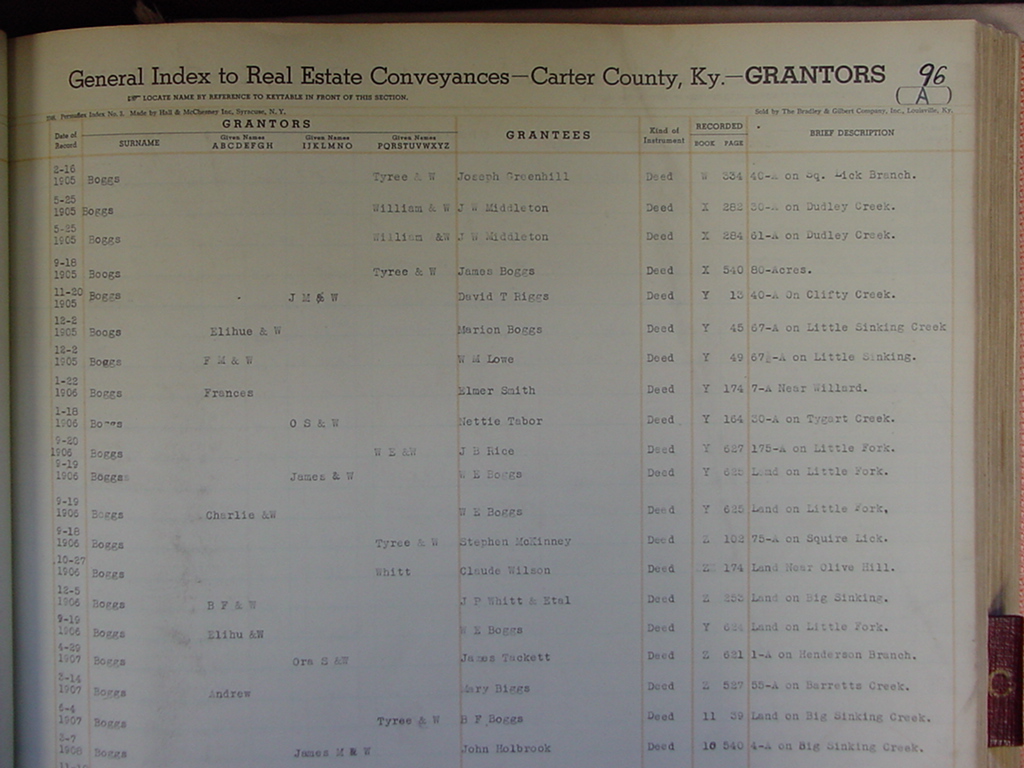 General Index to Real Estate Conveyances—Carter County, Ky.—GRANTORS 96
LOCATE NAME BY REFERENCE TO KEYTABLE IN FRONT OF THIS SECTION. (A)
Index No. 1. Made by Hall & McChesney Inc, Syracuse, N.Y. Sold by The Bradley & Gilbert Company, Inc., Louisville, Ky.
Date of Record SURNAME GRANTORS Given Names ABCDEFGH Given Names IJKLMNO Given Names PQRSTUVWXYZ GRANTEES Kind of Instrument RECORDED BOOK PAGE BRIEF DESCRIPTION
2-16 1905 Boggs Tyree & W Joseph Greenhill Deed W 334 40-A on Sq. Lick Branch.
5-25 1905 Boggs William & W J W Middleton Deed X 282 30-A on Dudley Creek.
5-25 1905 Boggs William &W J W Middleton Deed X 284 61-A on Dudley Creek.
9-18 1905 Boggs Tyree & W James Boggs Deed X 540 80-Acres.
11-20 1905 Boggs J M & W David T Riggs Deed Y 13 40-A On Clifty Creek.
12-2 1905 Boggs Elihue & W Marion Boggs Deed Y 45 67-A on Little Sinking Creek
12-2 1905 Boggs F M & W W M Lowe Deed Y 49 67½-A on Little Sinking.
1-22 1906 Boggs Frances Elmer Smith Deed Y 174 7-A Near Willard.
1-18 1906 Boggs O S & W Nettie Tabor Deed Y 164 30-A on Tygart Creek.
9-20 1906 Boggs W E &W J B Rice Deed Y 627 175-A on Little Fork.
9-19 1906 Boggs James & W W E Boggs Deed Y Land on Little Fork.
9-19 1906 Boggs Charlie &W W E Boggs Deed Y 625 Land on Little Fork,
9-18 1906 Boggs Tyree & W Stephen McKinney Deed Z 102 75-A on Squire Lick.
10-27 1906 Boggs Whitt Claude Wilson Deed Z 174 Land Near Olive Hill.
12-5 1906 Boggs B F & W J P Whitt & Etal Deed Z Land on Big Sinking.
9-19 1906 Boggs Elihu &W W E Boggs Deed Y Land on Little Fork.
4-29 1907 Boggs Ora S &W James Tackett Deed Z 621 1-A on Henderson Branch.
2-14 1907 Boggs Andrew Mary Biggs Deed Z 527 55-A on Barretts Creek.
6-4 1907 Boggs Tyree & W B F Boggs Deed 11 39 Land on Big Sinking Creek.
2-7 1908 Boggs James M & W John Holbrook Deed 10 540 4-A on Big Sinking Creek.